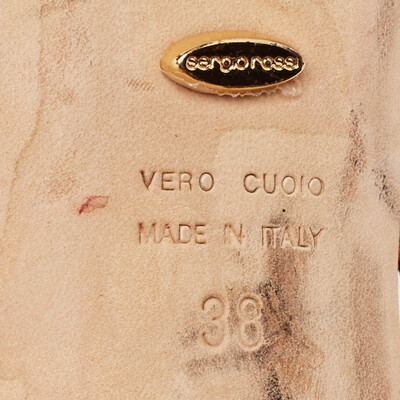 sergio rossi
VERO CUOIO
MADE IN ITALY
38